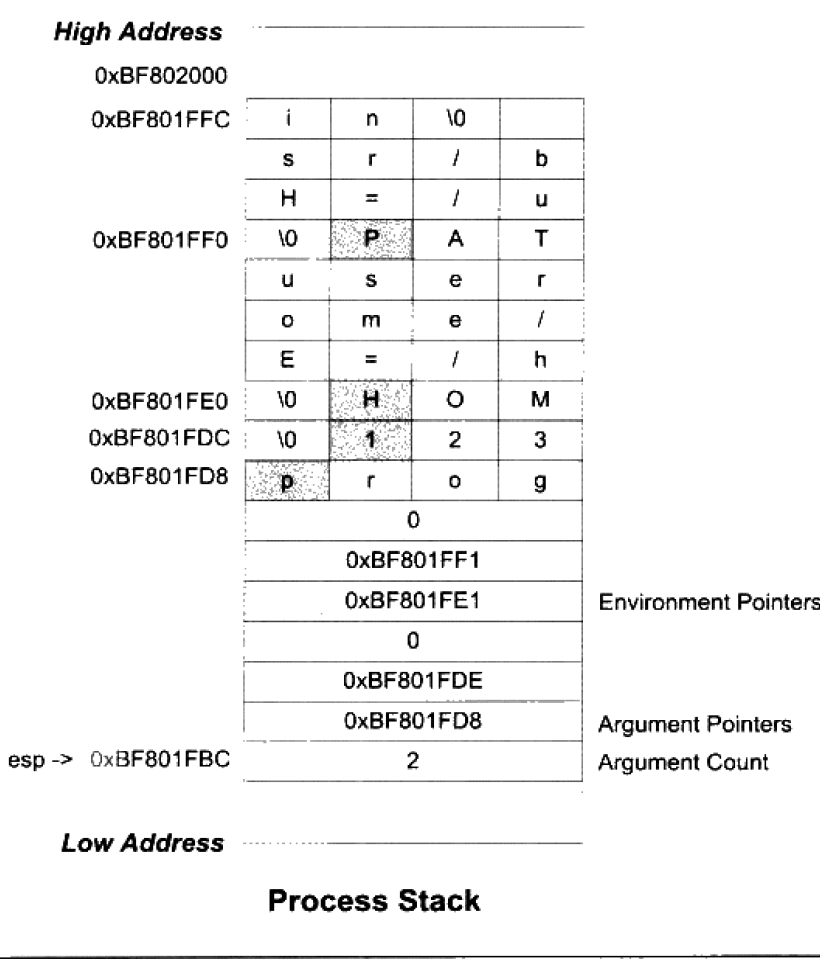 High Address
0xBF802000
0xBF801FFC i n \0
s r / b
H = / u
0xBF801FF0 \0 P A T
u s e r
o m e /
E = / h
0xBF801FE0 \0 H O M
0xBF801FDC \0 1 2 3
0xBF801FD8 p r o g
0
0xBF801FF1
0xBF801FE1 Environment Pointers
0
0xBF801FDE
0xBF801FD8 Argument Pointers
esp -> 0xBF801FBC 2 Argument Count
Low Address
Process Stack